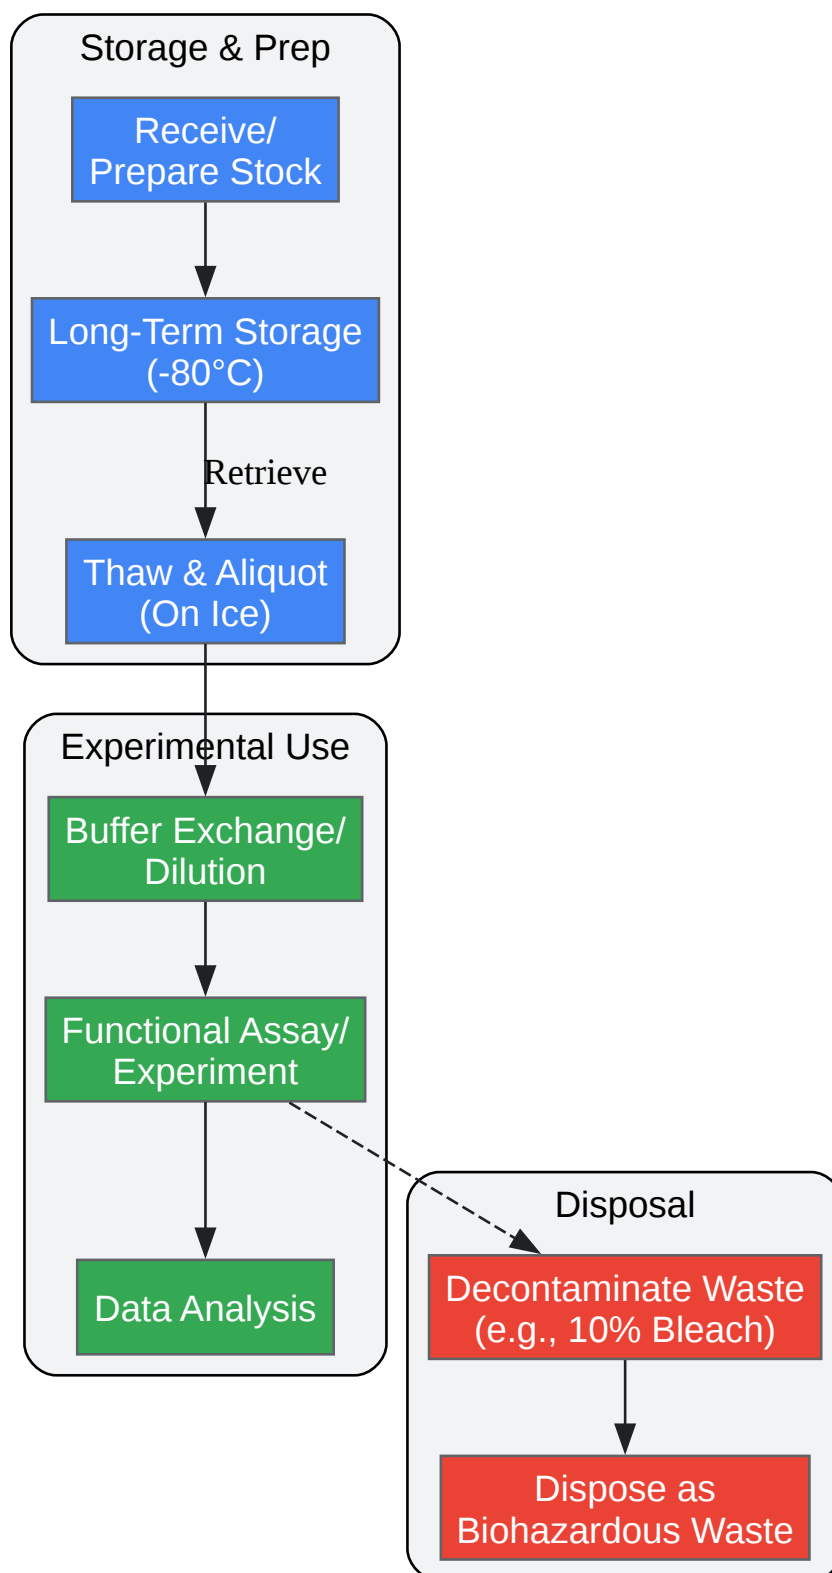 Storage & Prep
Receive/
Prepare Stock
Long-Term Storage
(-80°C)
Retrieve
Thaw & Aliquot
(On Ice)
Experimental Use
Buffer Exchange/
Dilution
Functional Assay/
Experiment
Data Analysis
Disposal
Decontaminate Waste
(e.g., 10% Bleach)
Dispose as
Biohazardous Waste